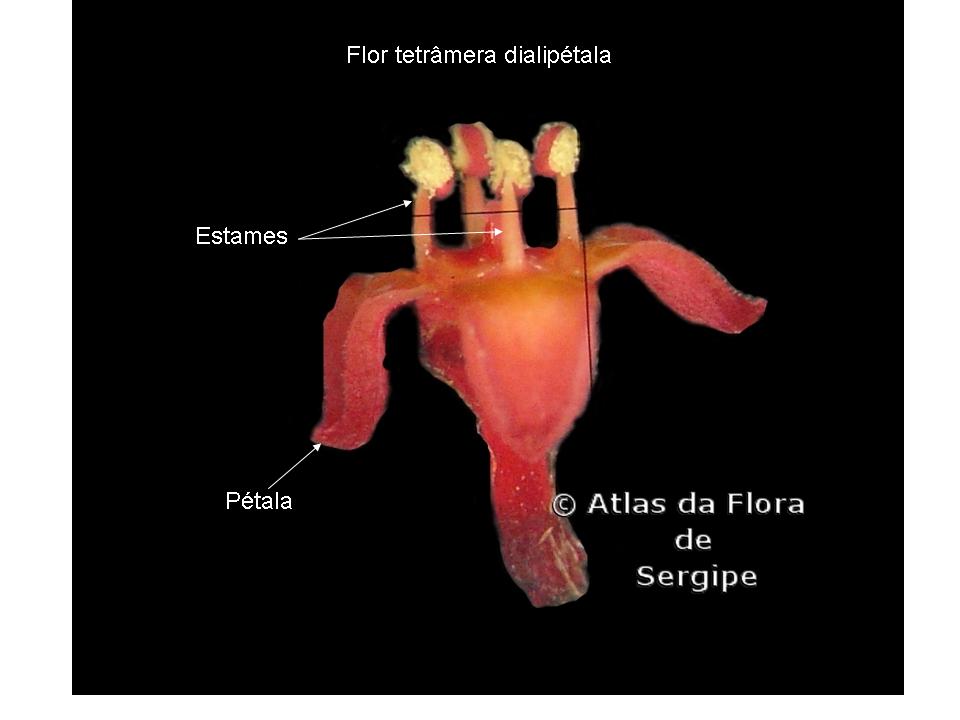 Flor tetrâmera dialipétala
Estames
Pétala
© Atlas da Flora
de
Sergipe